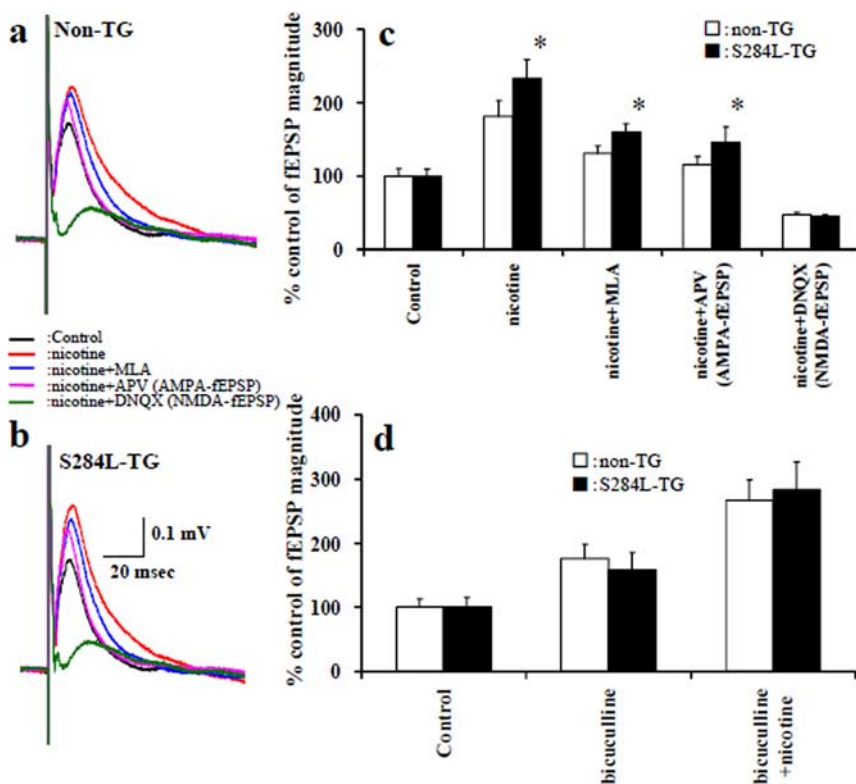 a
Non-TG
:Control
:nicotine
:nicotine+MLA
:nicotine+APV (AMPA-fEPSP)
:nicotine+DNQX (NMDA-fEPSP)
b
S284L-TG
0.1 mV
20 msec
c
:non-TG
:S284L-TG
% control of fEPSP magnitude
300
200
100
0
*
*
*
Control
nicotine
nicotine+MLA
nicotine+APV
(AMPA-fEPSP)
nicotine+DNQX
(NMDA-fEPSP)
d
:non-TG
:S284L-TG
% control of fEPSP magnitude
400
300
200
100
0
Control
bicuculline
bicuculline
+nicotine